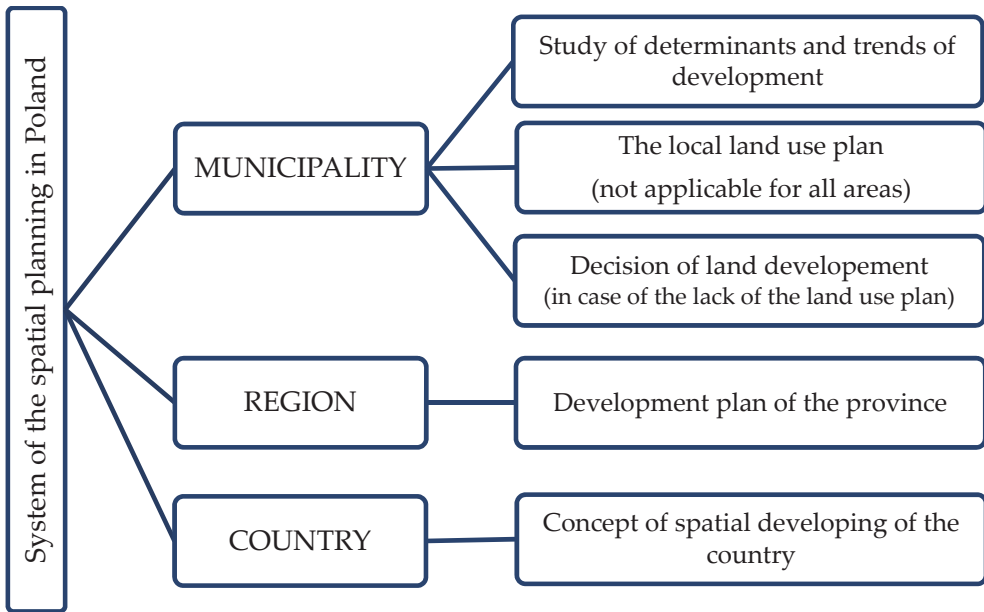 System of the spatial planning in Poland
MUNICIPALITY
Study of determinants and trends of
development
The local land use plan
(not applicable for all areas)
Decision of land developement
(in case of the lack of the land use plan)
REGION
Development plan of the province
COUNTRY
Concept of spatial developing of the
country